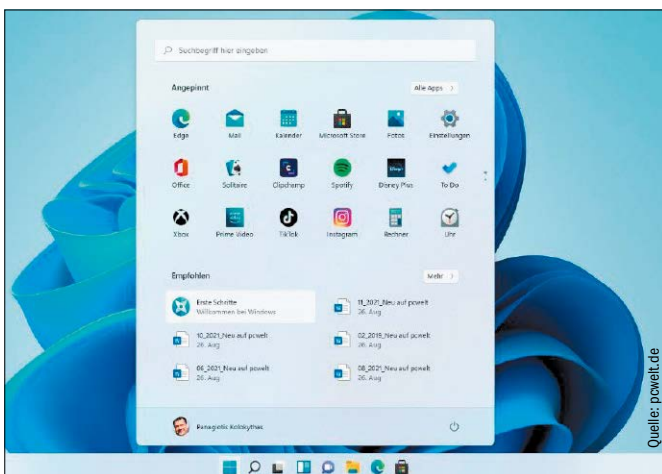 Suchbegriff hier eingeben
Angepinnt Alle Apps >
Edge Mail Kalender Microsoft Store Fotos Einstellungen
Office Solitaire Clipchamp Spotify Disney Plus To Do
Xbox Prime Video TikTok Instagram Rechner Uhr
Empfohlen Mehr >
Erste Schritte
Willkommen bei Windows
11_2021_Neu auf pcwelt
26. Aug
10_2021_Neu auf pcwelt
26. Aug
02_2019_Neu auf pcwelt
26. Aug
06_2021_Neu auf pcwelt
26. Aug
08_2021_Neu auf pcwelt
26. Aug
Panagiotis Kolokythas
Quelle: pcwelt.de